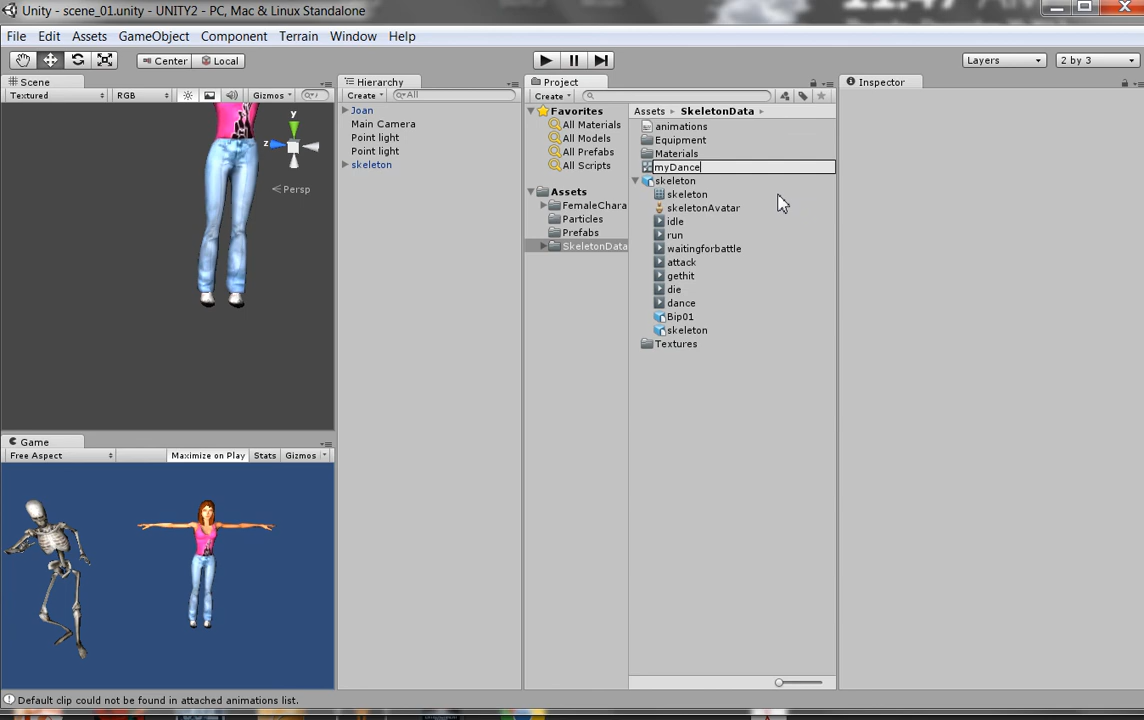 Unity - scene_01.unity - UNITY2 - PC, Mac & Linux Standalone
File Edit Assets GameObject Component Terrain Window Help
Center Local Layers 2 by 3
Scene
Textured RGB Gizmos All
y
z
Persp
Game
Free Aspect Maximize on Play Stats Gizmos
Hierarchy
Create All
Joan
Main Camera
Point light
Point light
skeleton
Project
Create
Favorites
All Materials
All Models
All Prefabs
All Scripts
Assets
FemaleChara
Particles
Prefabs
SkeletonData
Assets SkeletonData
animations
Equipment
Materials
myDance
skeleton
skeleton
skeletonAvatar
idle
run
waitingforbattle
attack
gethit
die
dance
Bip01
skeleton
Textures
Inspector
Default clip could not be found in attached animations list.